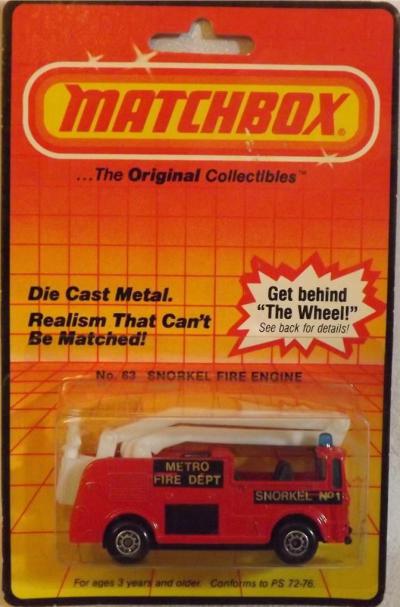 MATCHBOX®
...The Original Collectibles™
Die Cast Metal.
Realism That Can't
Be Matched!
Get behind
"The Wheel!"
See back for details!
No. 63 SNORKEL FIRE ENGINE
METRO
FIRE DEPT
SNORKEL Nº1
For ages 3 years and older. Conforms to PS 72-76.